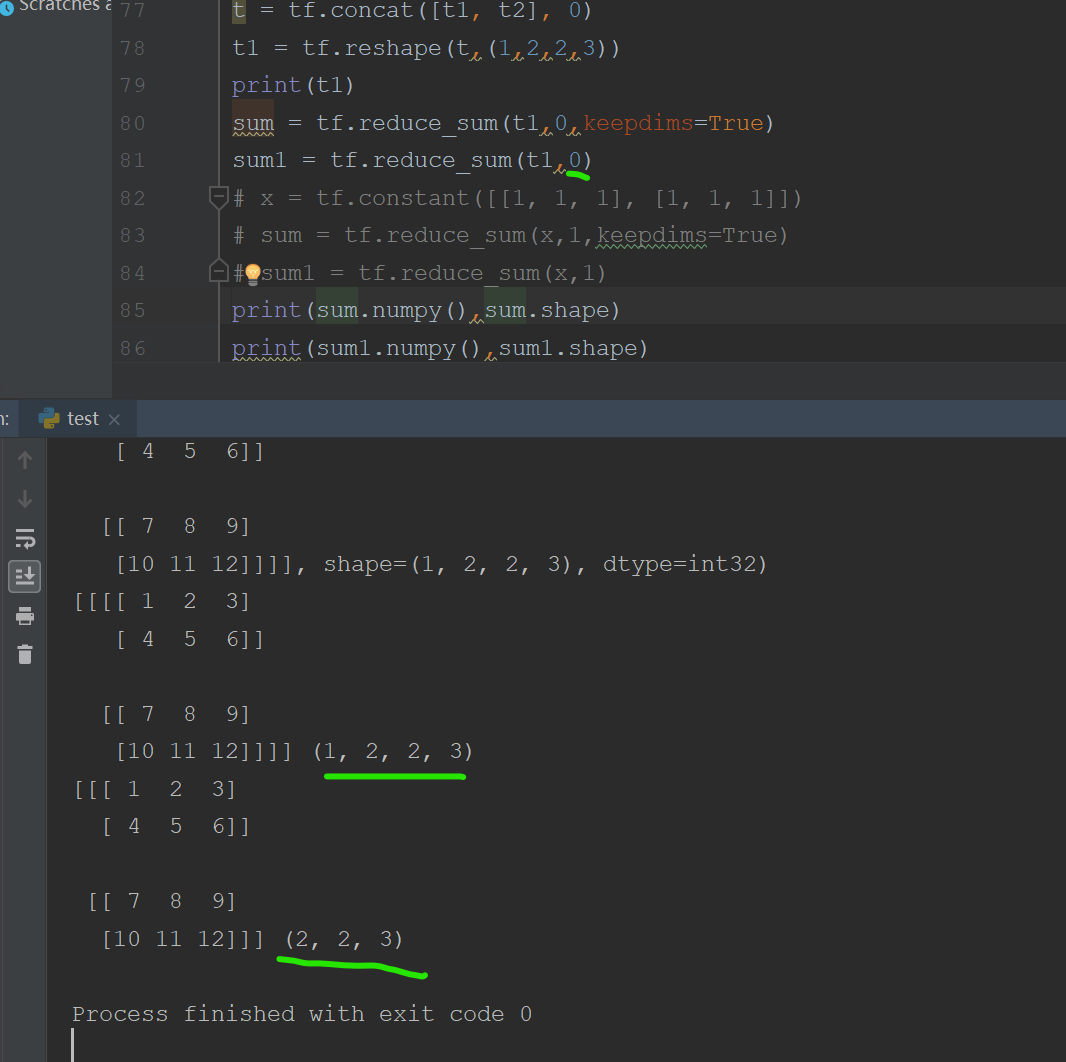 Scratches a
77 t = tf.concat([t1, t2], 0)
78 t1 = tf.reshape(t,(1,2,2,3))
79 print(t1)
80 sum = tf.reduce_sum(t1,0,keepdims=True)
81 sum1 = tf.reduce_sum(t1,0)
82 # x = tf.constant([[1, 1, 1], [1, 1, 1]])
83 # sum = tf.reduce_sum(x,1,keepdims=True)
84 # sum1 = tf.reduce_sum(x,1)
85 print(sum.numpy(),sum.shape)
86 print(sum1.numpy(),sum1.shape)
n: test ×
[ 4 5 6]]
[[ 7 8 9]
[10 11 12]]]], shape=(1, 2, 2, 3), dtype=int32)
[[[[ 1 2 3]
[ 4 5 6]]
[[ 7 8 9]
[10 11 12]]]] (1, 2, 2, 3)
[[[ 1 2 3]
[ 4 5 6]]
[[ 7 8 9]
[10 11 12]]] (2, 2, 3)
Process finished with exit code 0